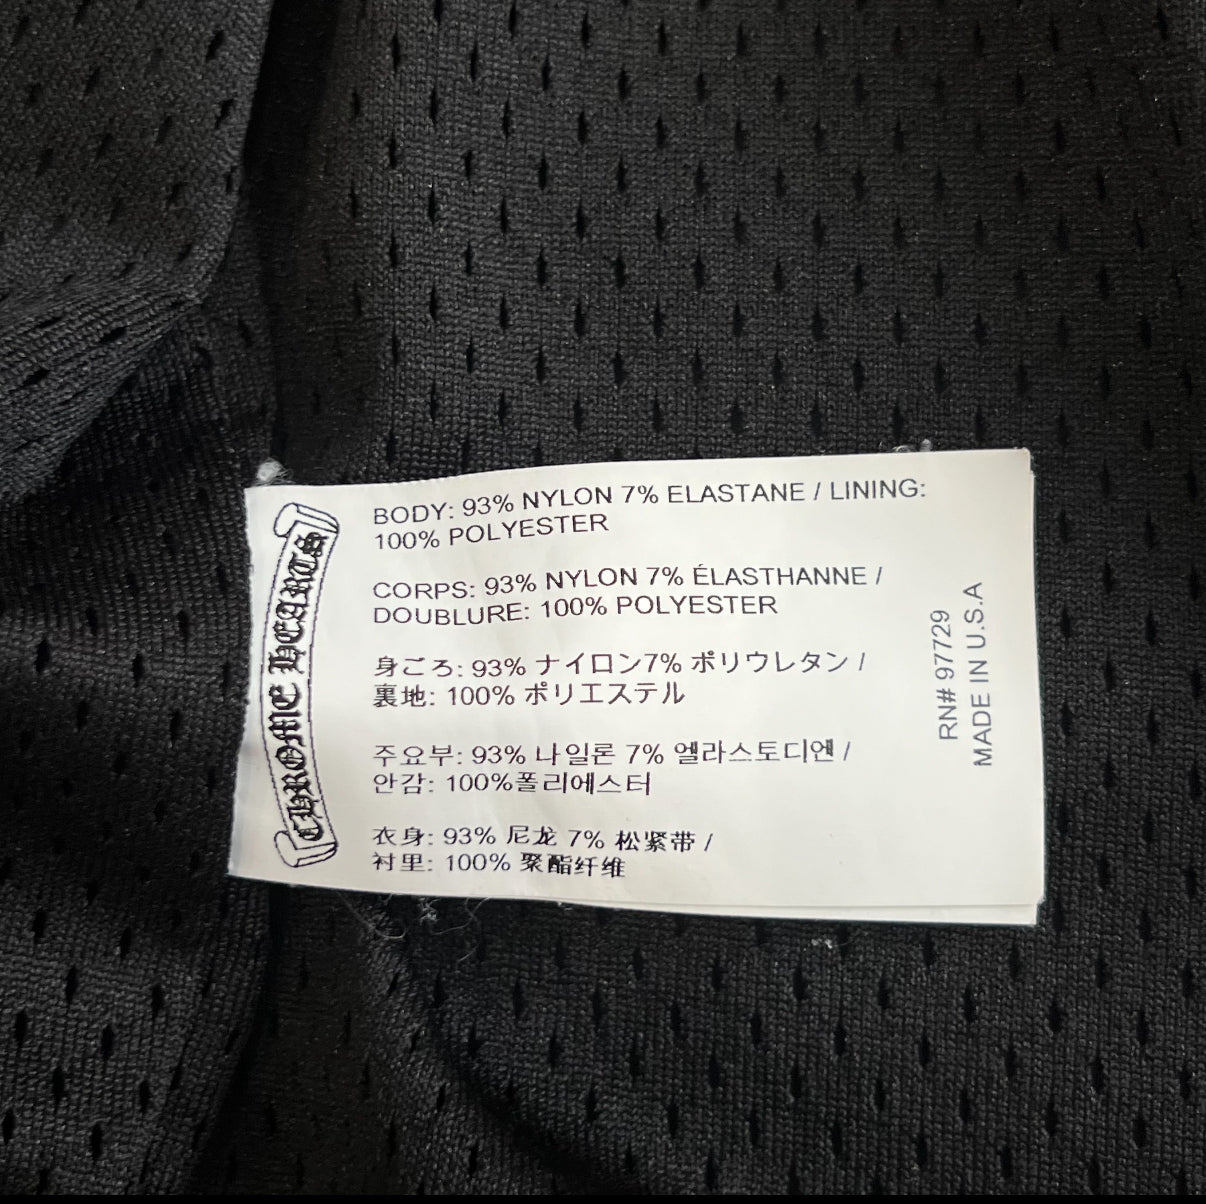 CHROME HEARTS
BODY: 93% NYLON 7% ELASTANE / LINING:
100% POLYESTER
CORPS: 93% NYLON 7% ÉLASTHANNE /
DOUBLURE: 100% POLYESTER
身ごろ: 93% ナイロン7% ポリウレタン /
裏地: 100% ポリエステル
주요부: 93% 나일론 7% 엘라스토디엔 /
안감: 100%폴리에스터
衣身: 93% 尼龙 7% 松紧带 /
衬里: 100% 聚酯纤维
RN# 97729
MADE IN U.S.A